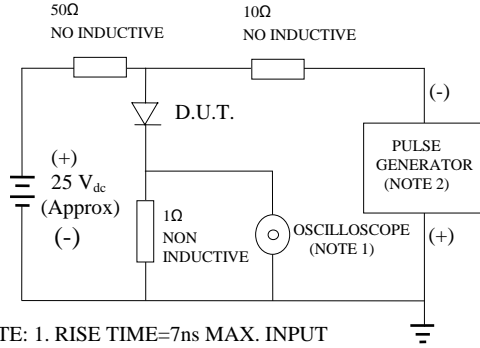 50Ω
NO INDUCTIVE
10Ω
NO INDUCTIVE
(-)
D.U.T.
PULSE
GENERATOR
(NOTE 2)
(+)
25 Vdc
(Approx)
(-)
1Ω
NON
INDUCTIVE
OSCILLOSCOPE
(NOTE 1)
(+)
TE: 1. RISE TIME=7ns MAX. INPUT